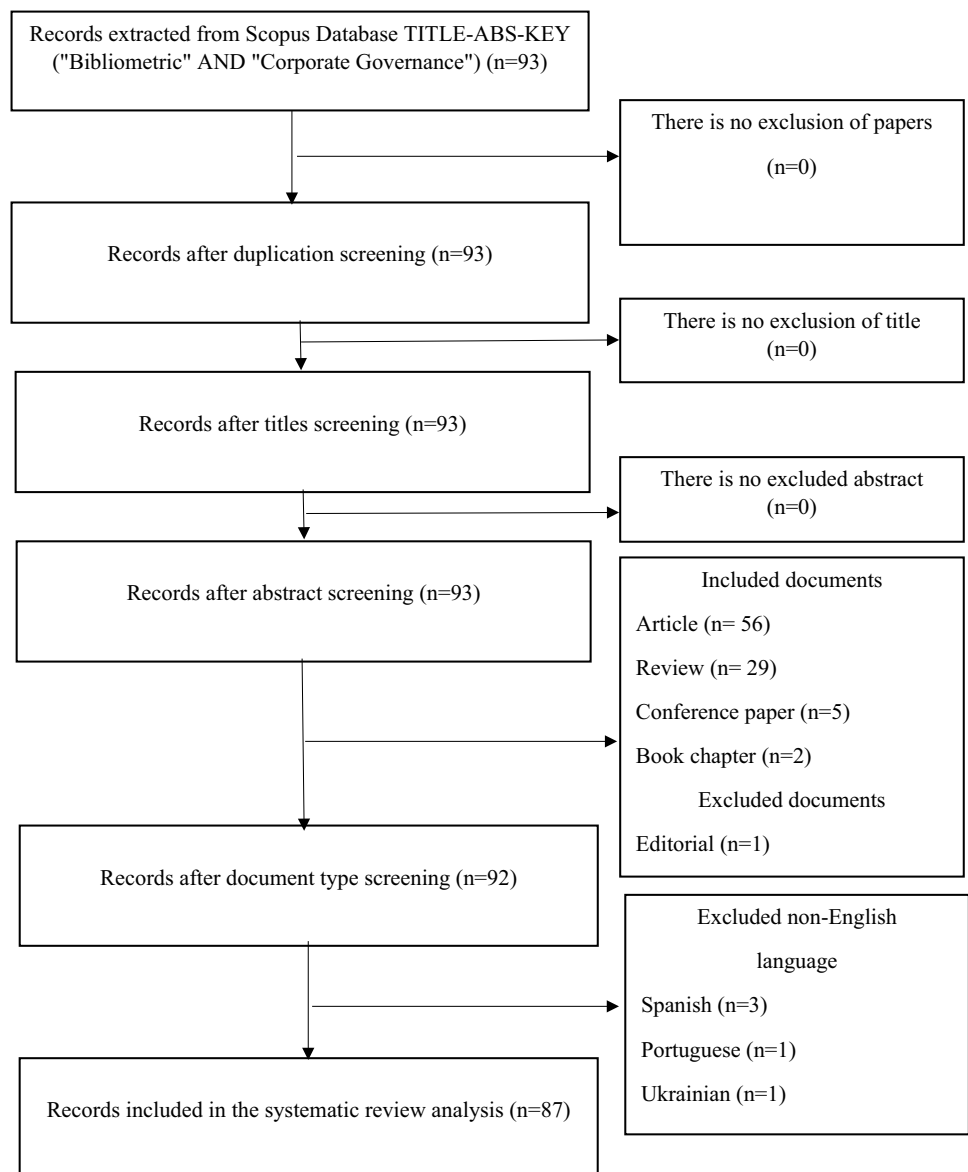 Records extracted from Scopus Database TITLE-ABS-KEY
("Bibliometric" AND "Corporate Governance") (n=93)
There is no exclusion of papers
(n=0)
Records after duplication screening (n=93)
There is no exclusion of title
(n=0)
Records after titles screening (n=93)
There is no excluded abstract
(n=0)
Records after abstract screening (n=93)
Included documents
Article (n= 56)
Review (n= 29)
Conference paper (n=5)
Book chapter (n=2)
Excluded documents
Editorial (n=1)
Records after document type screening (n=92)
Excluded non-English
language
Spanish (n=3)
Portuguese (n=1)
Ukrainian (n=1)
Records included in the systematic review analysis (n=87)